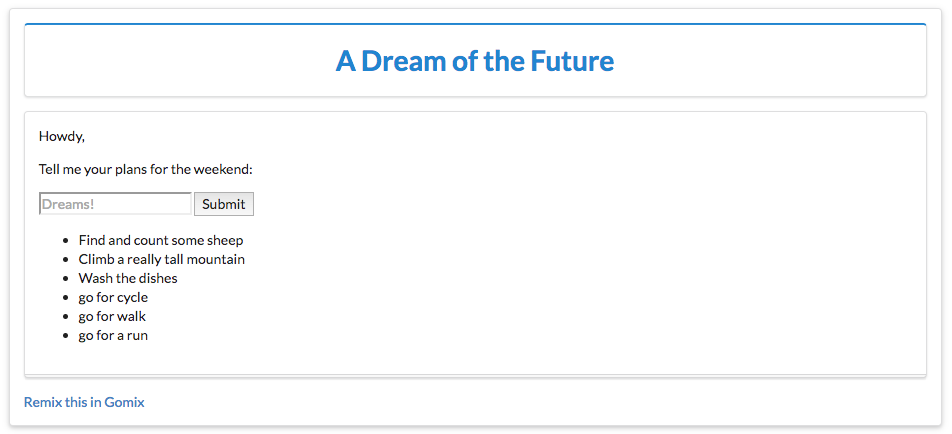 A Dream of the Future
Howdy,
Tell me your plans for the weekend:
Dreams! Submit
• Find and count some sheep
• Climb a really tall mountain
• Wash the dishes
• go for cycle
• go for walk
• go for a run
Remix this in Gomix